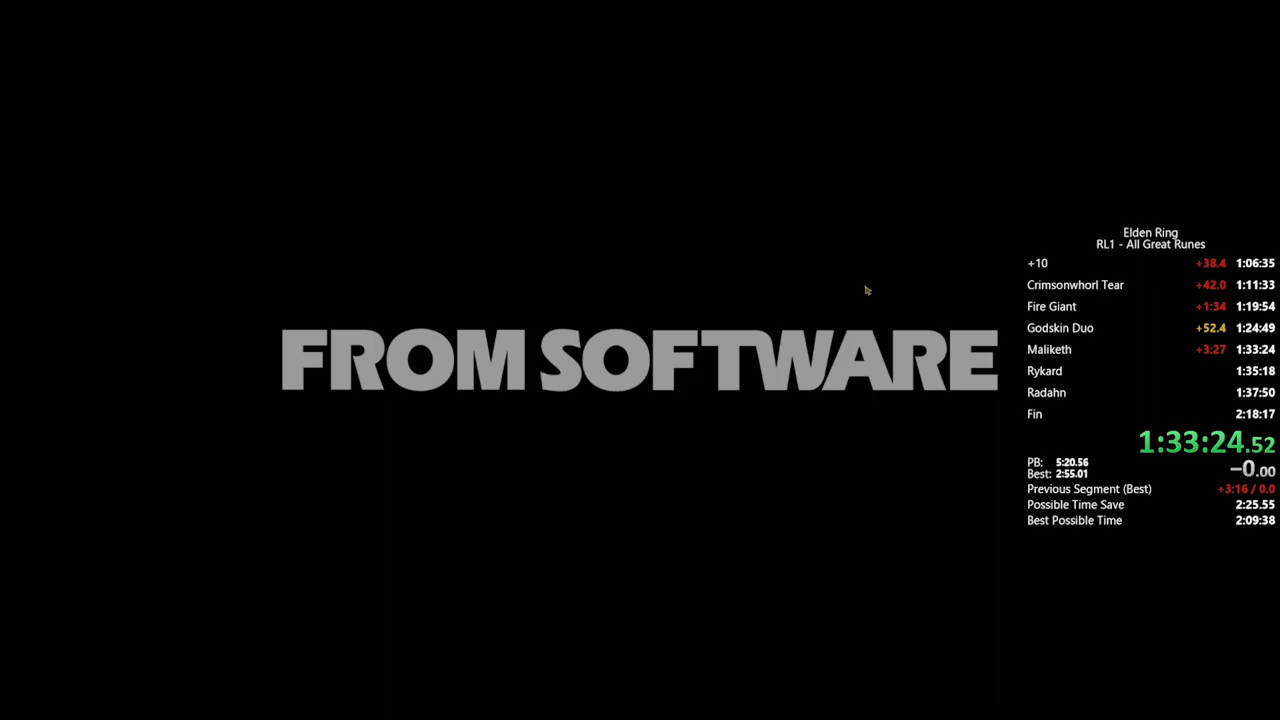 FROM SOFTWARE
Elden Ring
RL1 - All Great Runes
+10 +38.4 1:06:35
Crimsonwhorl Tear +42.0 1:11:33
Fire Giant +1:34 1:19:54
Godskin Duo +52.4 1:24:49
Maliketh +3:27 1:33:24
Rykard 1:35:18
Radahn 1:37:50
Fin 2:18:17
1:33:24.52
PB: 5:20.56
Best: 2:55.01
−0.00
Previous Segment (Best) +3:16 / 0.0
Possible Time Save 2:25.55
Best Possible Time 2:09:38